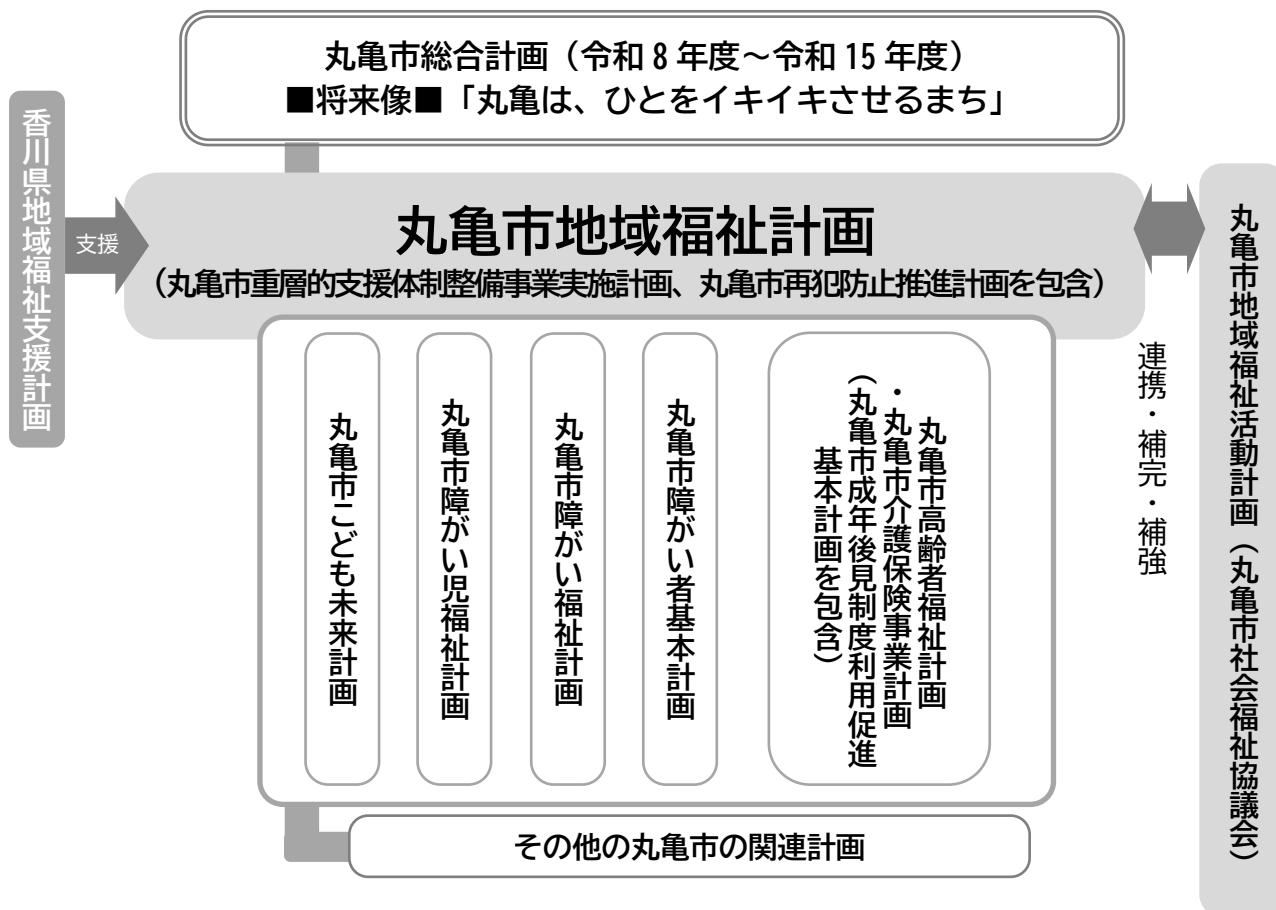 丸亀市総合計画（令和8年度～令和15年度）
■将来像■「丸亀は、ひとをイキイキさせるまち」
香川県地域福祉支援計画
支援
丸亀市地域福祉計画
（丸亀市重層的支援体制整備事業実施計画、丸亀市再犯防止推進計画を包含）
丸亀市こども未来計画
丸亀市障がい児福祉計画
丸亀市障がい福祉計画
丸亀市障がい者基本計画
丸亀市高齢者福祉計画
・丸亀市介護保険事業計画
（丸亀市成年後見制度利用促進
基本計画を包含）
連携・補完・補強
丸亀市地域福祉活動計画（丸亀市社会福祉協議会）
その他の丸亀市の関連計画